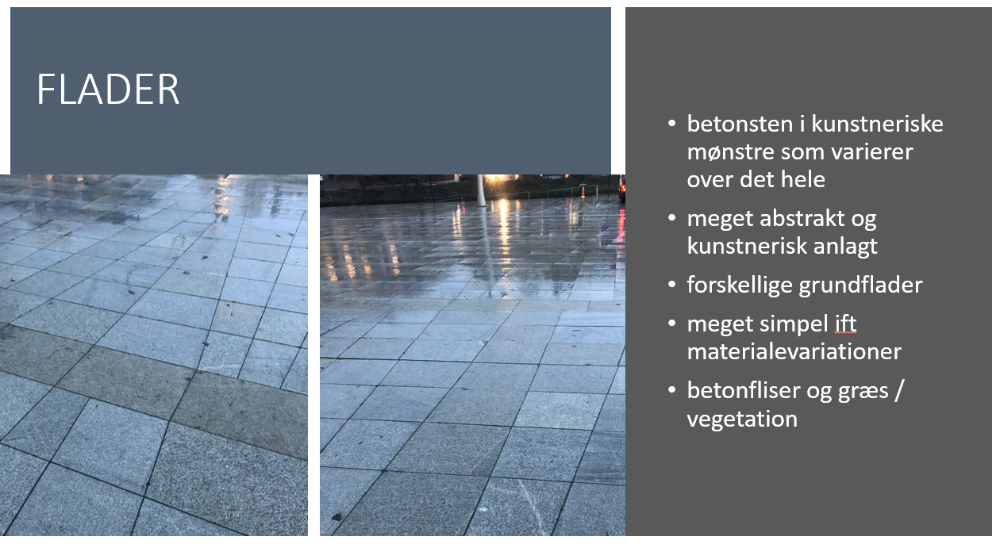 FLADER
• betonsten i kunstneriske
mønstre som varierer
over det hele
• meget abstrakt og
kunstnerisk anlagt
• forskellige grundflader
• meget simpel ift
materialevariationer
• betonfliser og græs /
vegetation